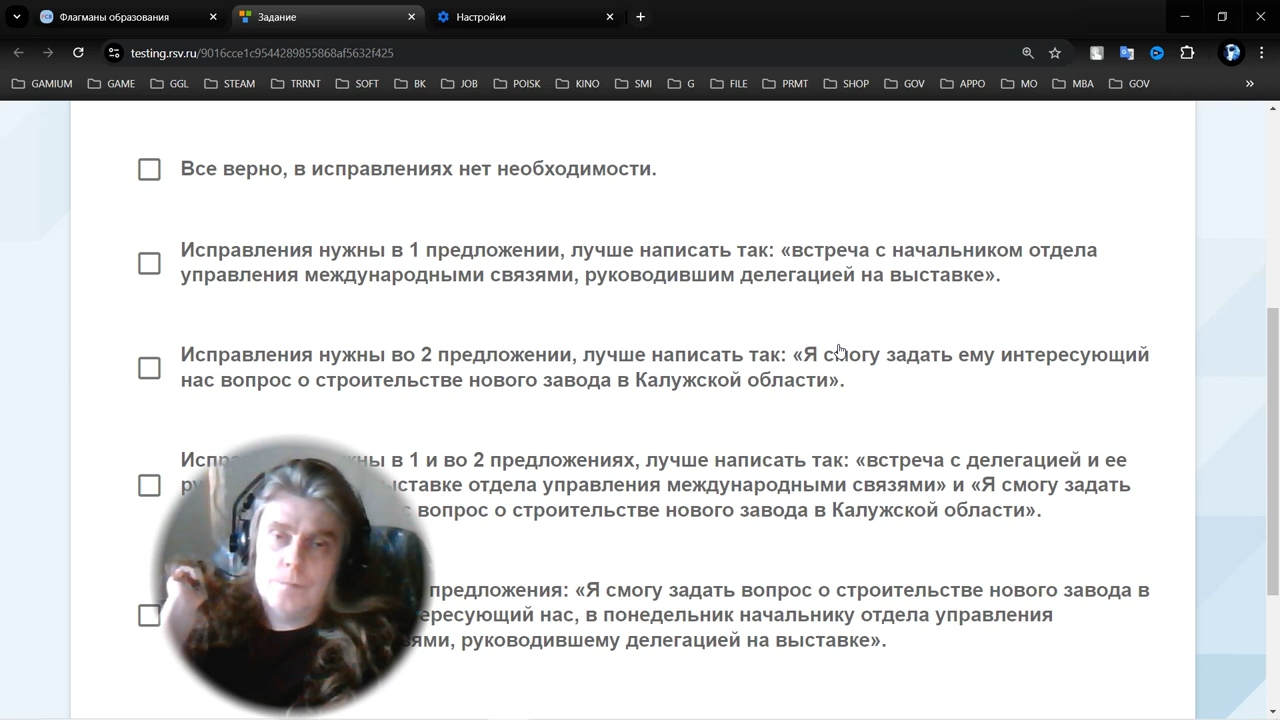 Флагманы образования
Задание
Настройки
testing.rsv.ru/9016cce1c9544289855868af5632f425
GAMIUM GAME GGL STEAM TRRNT SOFT BK JOB POISK KINO SMI G FILE PRMT SHOP GOV APPO MO MBA GOV
Все верно, в исправлениях нет необходимости.
Исправления нужны в 1 предложении, лучше написать так: «встреча с начальником отдела
управления международными связями, руководившим делегацией на выставке».
Исправления нужны во 2 предложении, лучше написать так: «Я смогу задать ему интересующий
нас вопрос о строительстве нового завода в Калужской области».
в 1 и во 2 предложениях, лучше написать так: «встреча с делегацией и ее
отдела управления международными связями» и «Я смогу задать
вопрос о строительстве нового завода в Калужской области».
предложения: «Я смогу задать вопрос о строительстве нового завода в
нас, в понедельник начальнику отдела управления
руководившему делегацией на выставке».